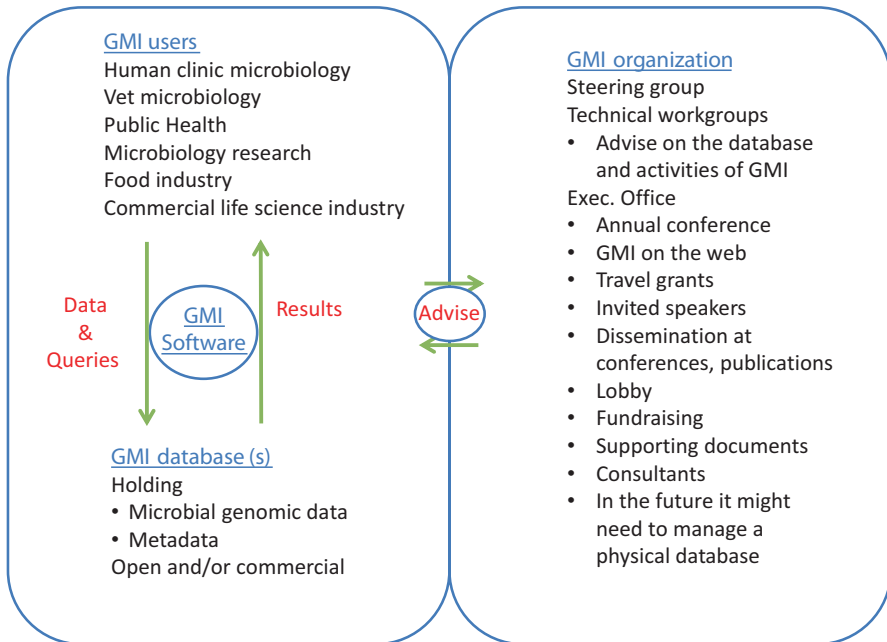 GMI users
Human clinic microbiology
Vet microbiology
Public Health
Microbiology research
Food industry
Commercial life science industry
Data
&
Queries
GMI
Software
Results
GMI database (s)
Holding
• Microbial genomic data
• Metadata
Open and/or commercial
Advise
GMI organization
Steering group
Technical workgroups
• Advise on the database
and activities of GMI
Exec. Office
• Annual conference
• GMI on the web
• Travel grants
• Invited speakers
• Dissemination at
conferences, publications
• Lobby
• Fundraising
• Supporting documents
• Consultants
• In the future it might
need to manage a
physical database